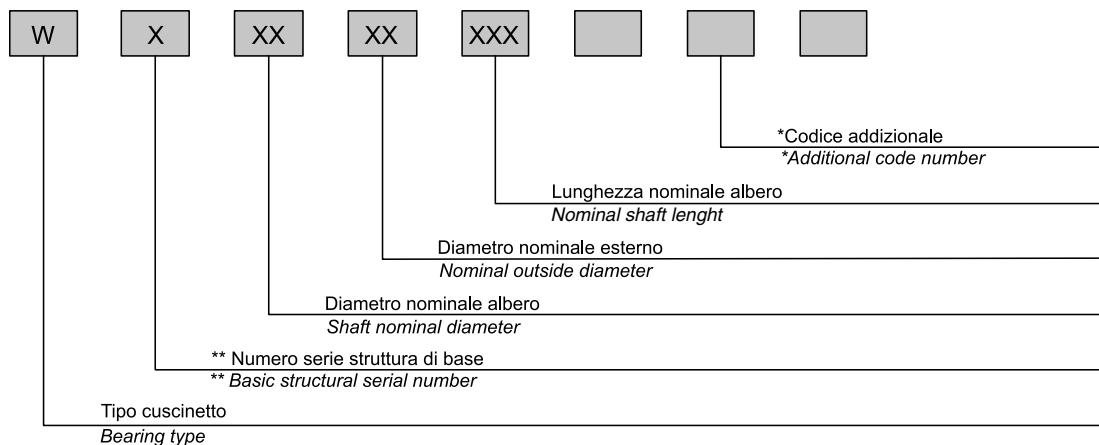 W X XX XX XXX
*Codice addizionale
*Additional code number
Lunghezza nominale albero
Nominal shaft lenght
Diametro nominale esterno
Nominal outside diameter
Diametro nominale albero
Shaft nominal diameter
** Numero serie struttura di base
** Basic structural serial number
Tipo cuscinetto
Bearing type